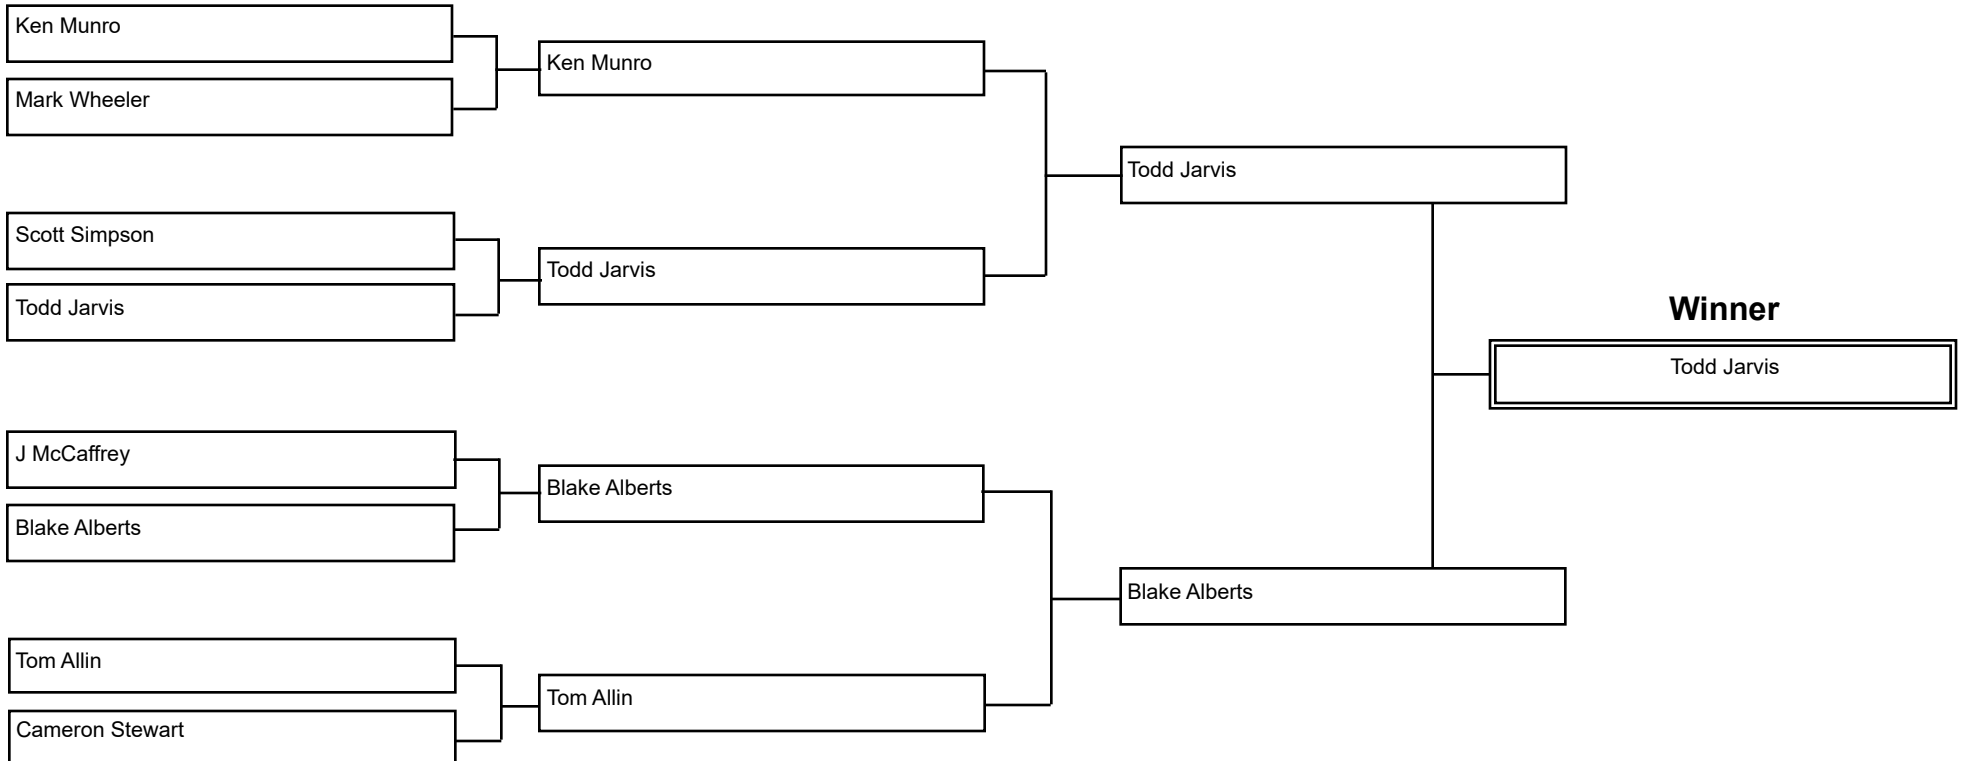 Ken Munro
Mark Wheeler
Scott Simpson
Todd Jarvis
J McCaffrey
Blake Alberts
Tom Allin
Cameron Stewart
Ken Munro
Todd Jarvis
Blake Alberts
Tom Allin
Todd Jarvis
Blake Alberts
Winner
Todd Jarvis